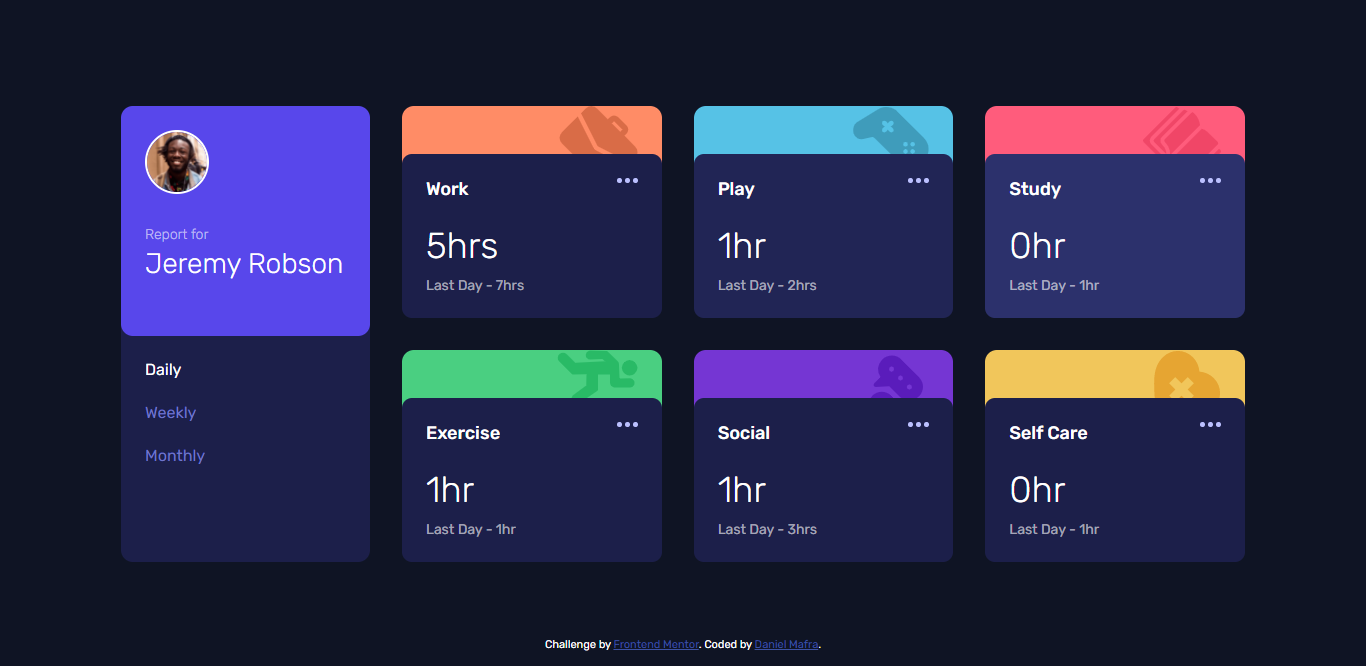 Report for
Jeremy Robson
Daily
Weekly
Monthly
Work
5hrs
Last Day - 7hrs
Play
1hr
Last Day - 2hrs
Study
0hr
Last Day - 1hr
Exercise
1hr
Last Day - 1hr
Social
1hr
Last Day - 3hrs
Self Care
0hr
Last Day - 1hr
Challenge by Frontend Mentor. Coded by Daniel Mafra.